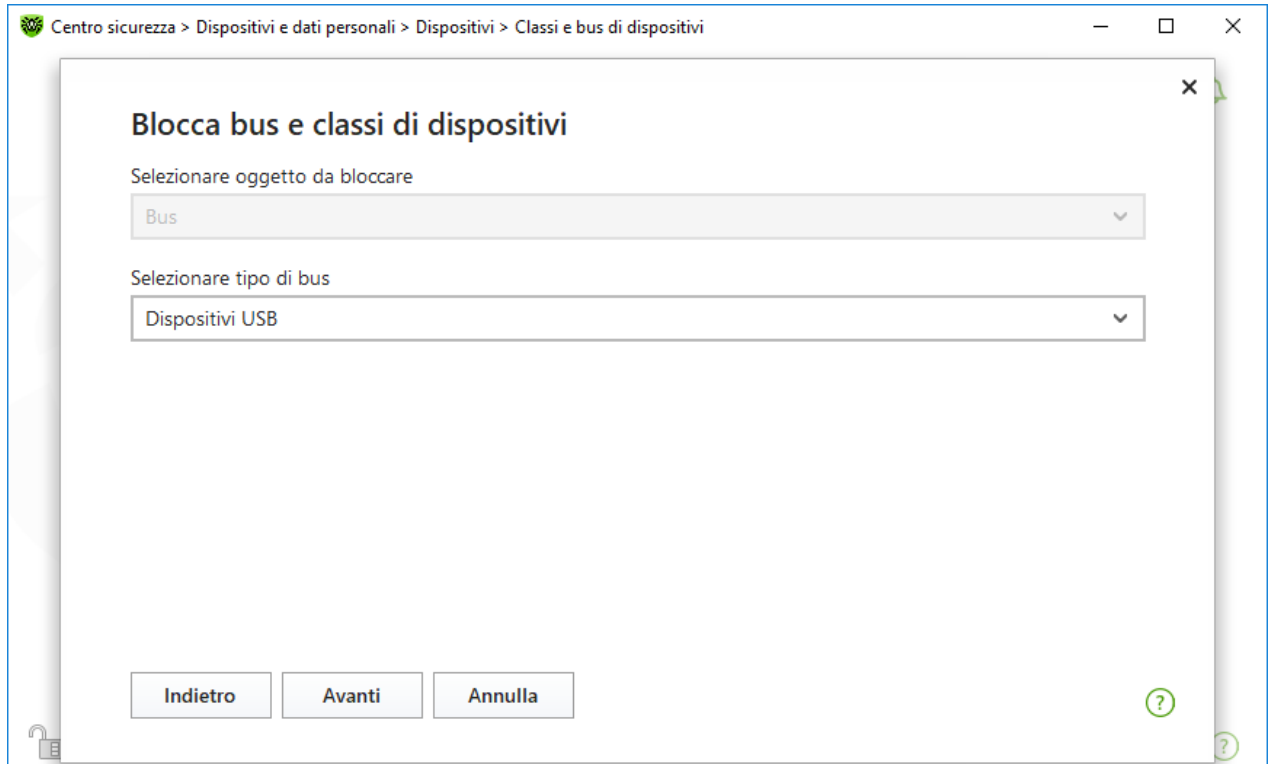 Centro sicurezza > Dispositivi e dati personali > Dispositivi > Classi e bus di dispositivi
Blocca bus e classi di dispositivi
Selezionare oggetto da bloccare
Bus
Selezionare tipo di bus
Dispositivi USB
Indietro
Avanti
Annulla
?
?